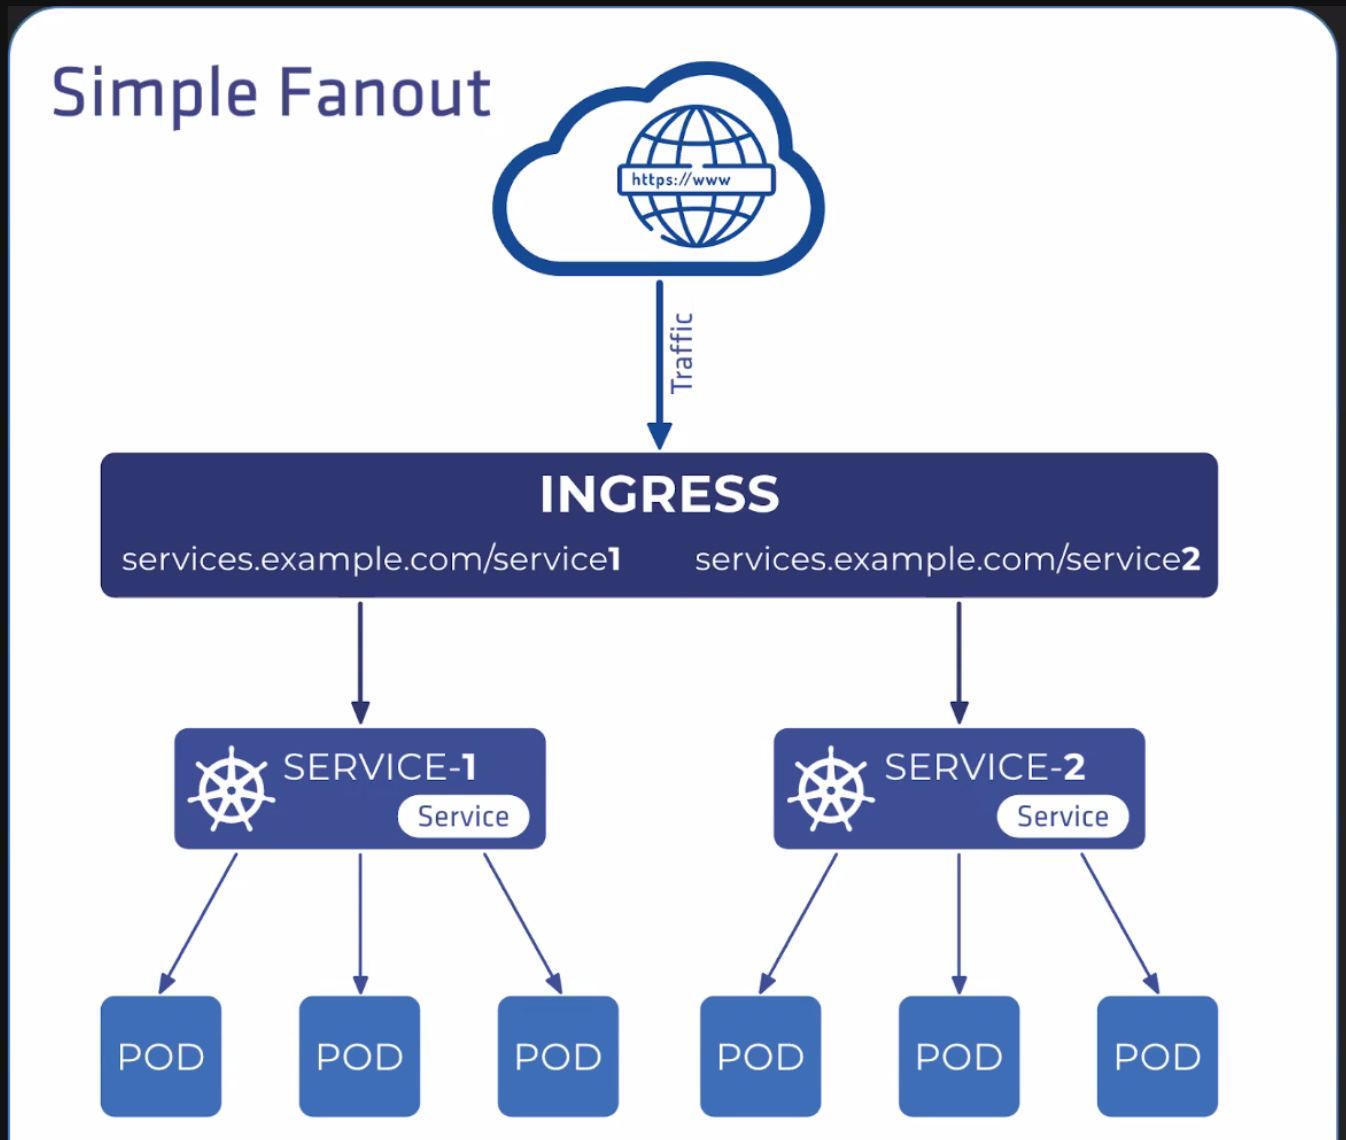 Simple Fanout
https://www
Traffic
INGRESS
services.example.com/service1
services.example.com/service2
SERVICE-1
Service
SERVICE-2
Service
POD
POD
POD
POD
POD
POD